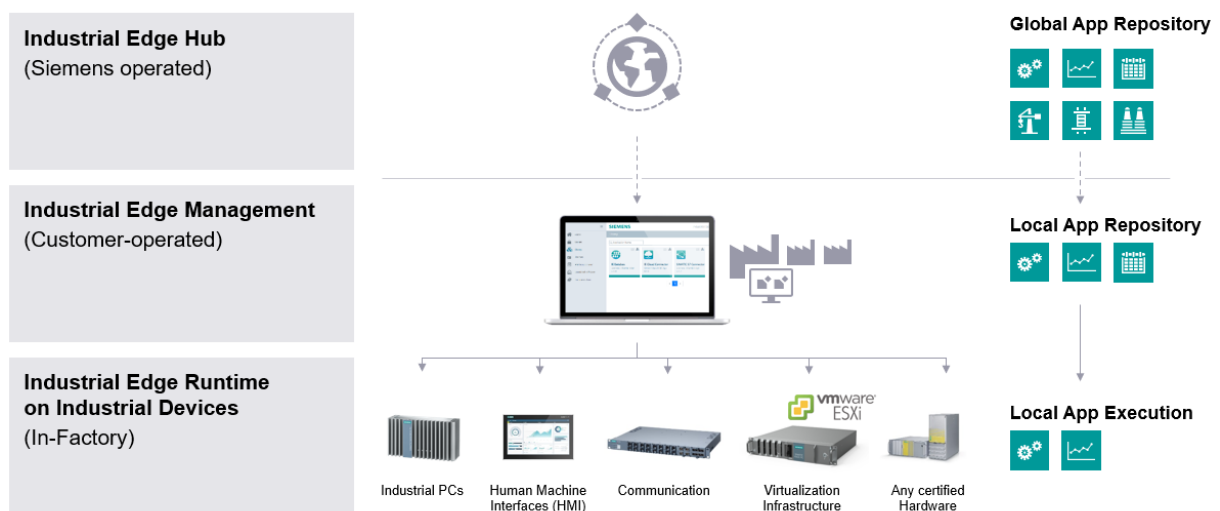 Industrial Edge Hub
(Siemens operated)
Global App Repository
Industrial Edge Management
(Customer-operated)
SIEMENS
Local App Repository
Industrial Edge Runtime
on Industrial Devices
(In-Factory)
vmware
ESXi
Local App Execution
Industrial PCs
Human Machine
Interfaces (HMI)
Communication
Virtualization
Infrastructure
Any certified
Hardware